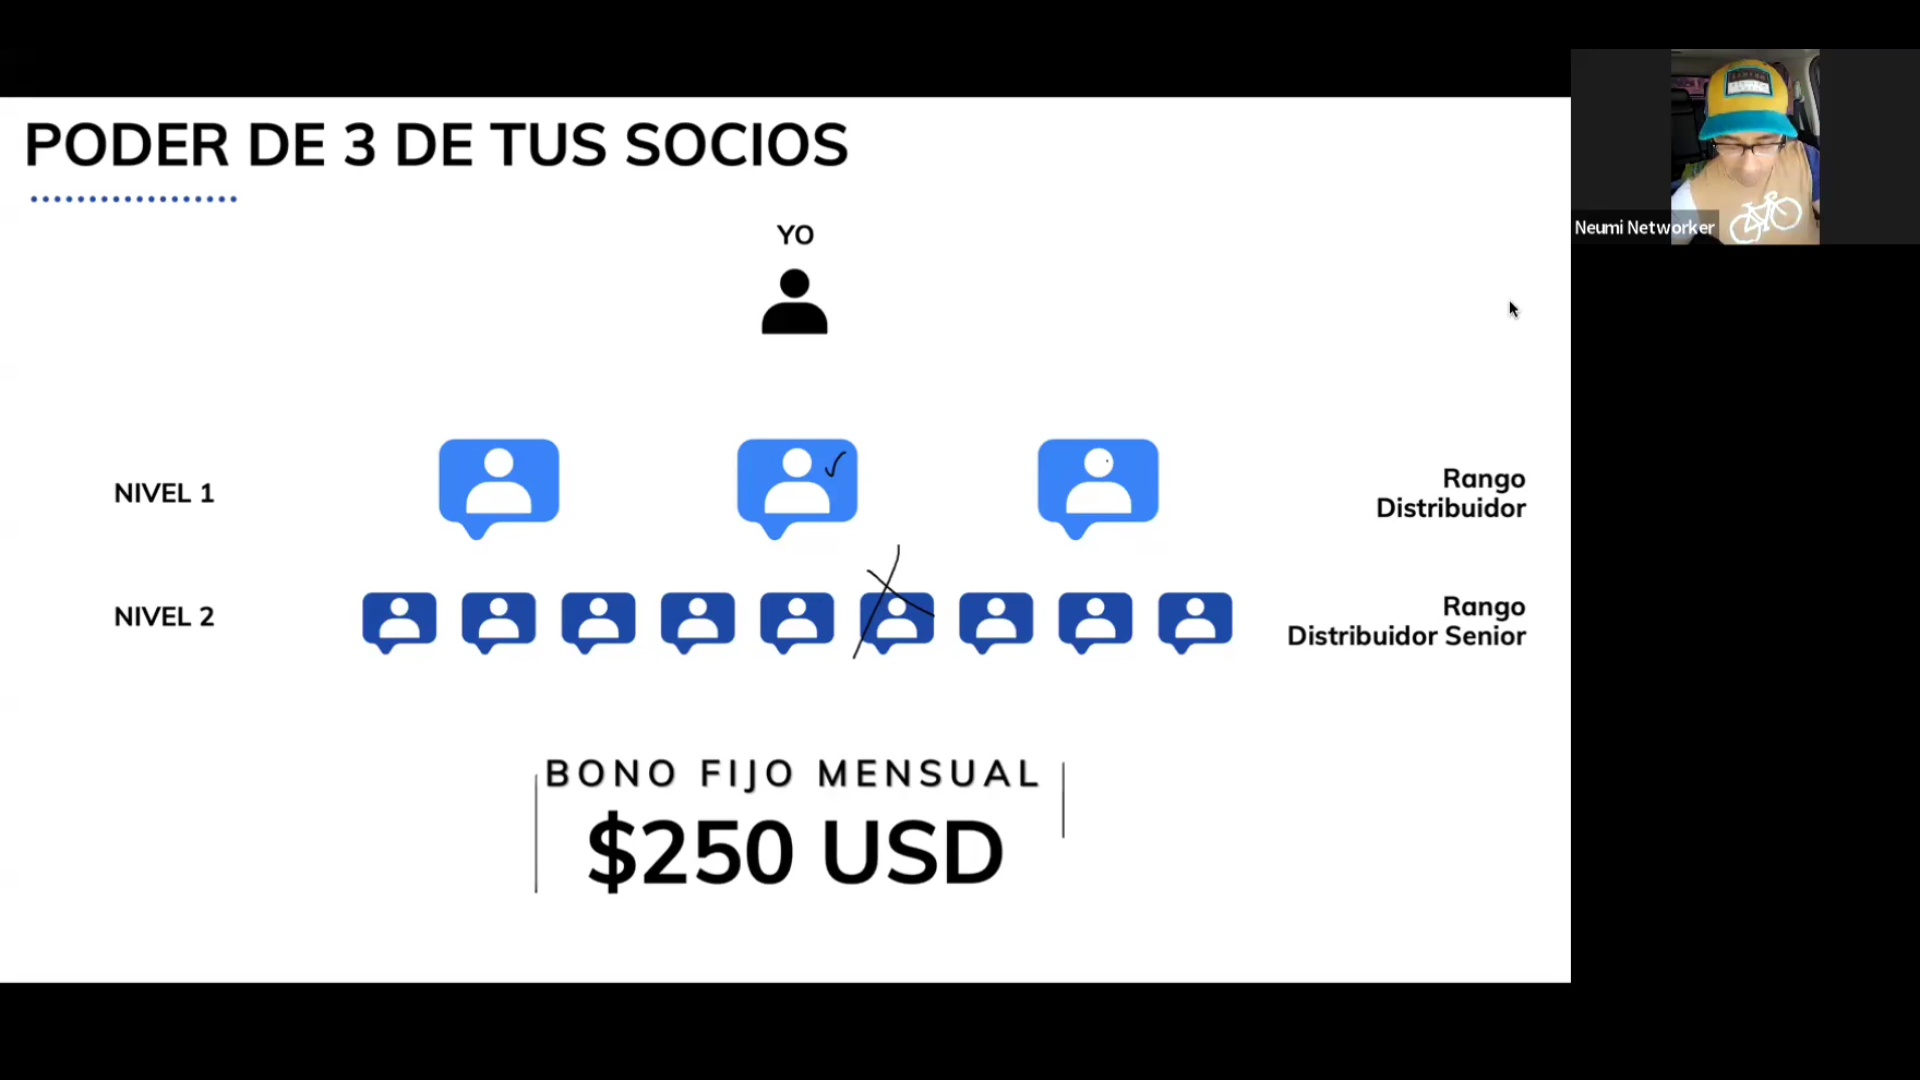 PODER DE 3 DE TUS SOCIOS
YO
NIVEL 1
Rango
Distribuidor
NIVEL 2
Rango
Distribuidor Senior
BONO FIJO MENSUAL
$250 USD
Neumi Networker